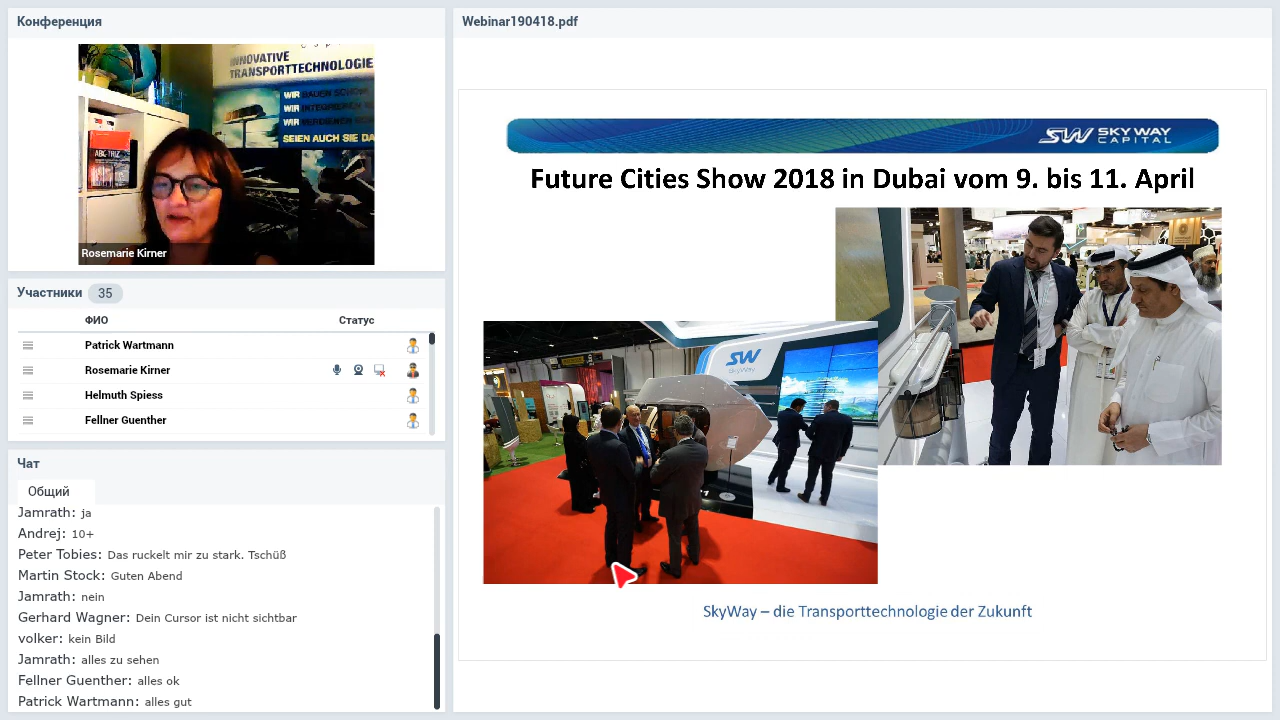 Конференция
INNOVATIVE
TRANSPORTTECHNOLOGIE
WIR BAUEN SCHON
WIR
WIR
SEIEN AUCH SIE DA
ABC-TRIZ
Rosemarie Kirner
Участники 35
ФИО Статус
Patrick Wartmann
Rosemarie Kirner
Helmuth Spiess
Fellner Guenther
Чат
Общий
Jamrath: ja
Andrej: 10+
Peter Tobies: Das ruckelt mir zu stark. Tschüß
Martin Stock: Guten Abend
Jamrath: nein
Gerhard Wagner: Dein Cursor ist nicht sichtbar
volker: kein Bild
Jamrath: alles zu sehen
Fellner Guenther: alles ok
Patrick Wartmann: alles gut
Webinar190418.pdf
SW SKY WAY
CAPITAL
Future Cities Show 2018 in Dubai vom 9. bis 11. April
SW
SkyWay
SkyWay – die Transporttechnologie der Zukunft